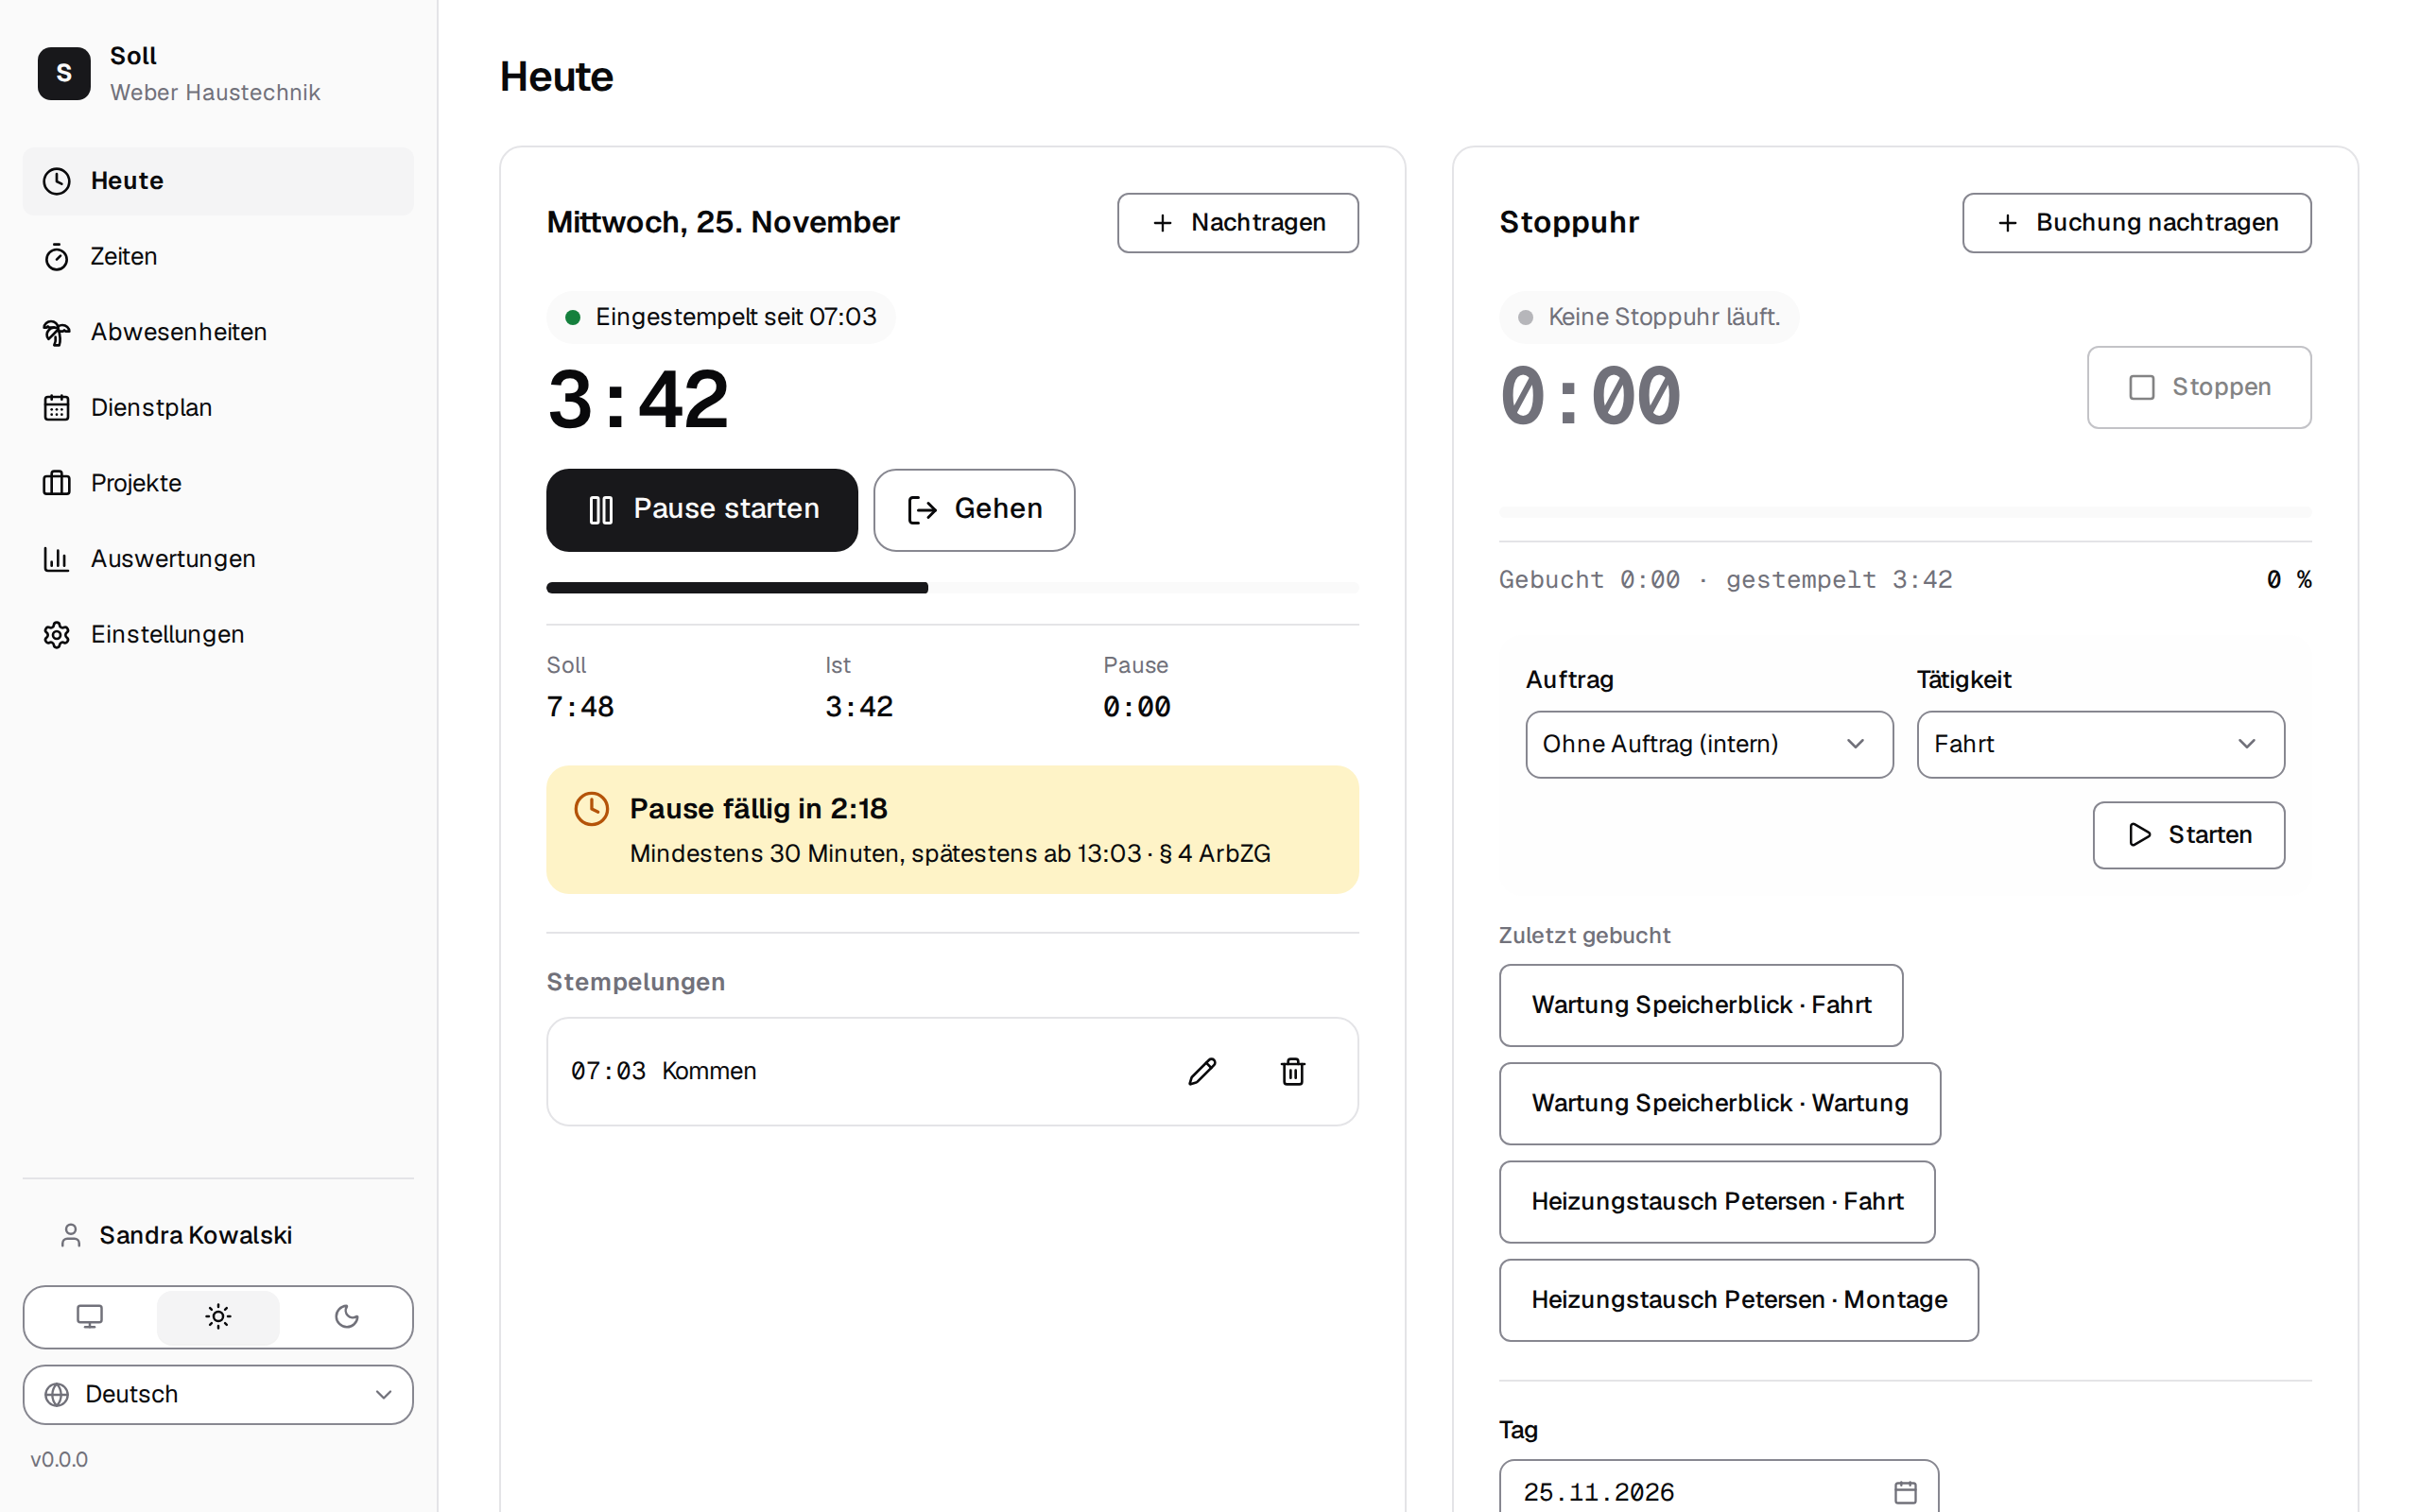 S
Soll
Weber Haustechnik
Heute
Zeiten
Abwesenheiten
Dienstplan
Projekte
Auswertungen
Einstellungen
Sandra Kowalski
Deutsch
v0.0.0
Heute
Mittwoch, 25. November
Nachtragen
Eingestempelt seit 07:03
3:42
Pause starten
Gehen
Soll
Ist
Pause
7:48
3:42
0:00
Pause fällig in 2:18
Mindestens 30 Minuten, spätestens ab 13:03 · § 4 ArbZG
Stempelungen
07:03 Kommen
Stoppuhr
Buchung nachtragen
Keine Stoppuhr läuft.
0:00
Stoppen
Gebucht 0:00 · gestempelt 3:42
0 %
Auftrag
Tätigkeit
Ohne Auftrag (intern)
Fahrt
Starten
Zuletzt gebucht
Wartung Speicherblick · Fahrt
Wartung Speicherblick · Wartung
Heizungstausch Petersen · Fahrt
Heizungstausch Petersen · Montage
Tag
25.11.2026